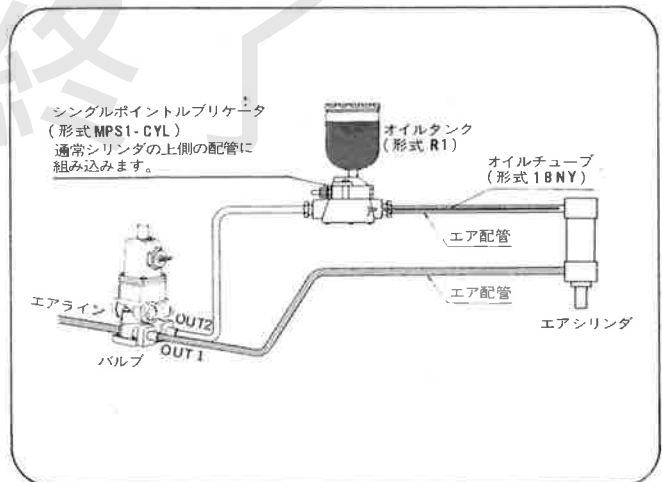 シングルポイントルブリケータ
(形式MPS1-CYL)
通常シリンダの上側の配管に
組み込みます。
オイルタンク
(形式R1)
オイルチューブ
(形式1BNY)
エア配管
エア配管
エアライン
OUT2
OUT1
バルブ
エアシリンダ